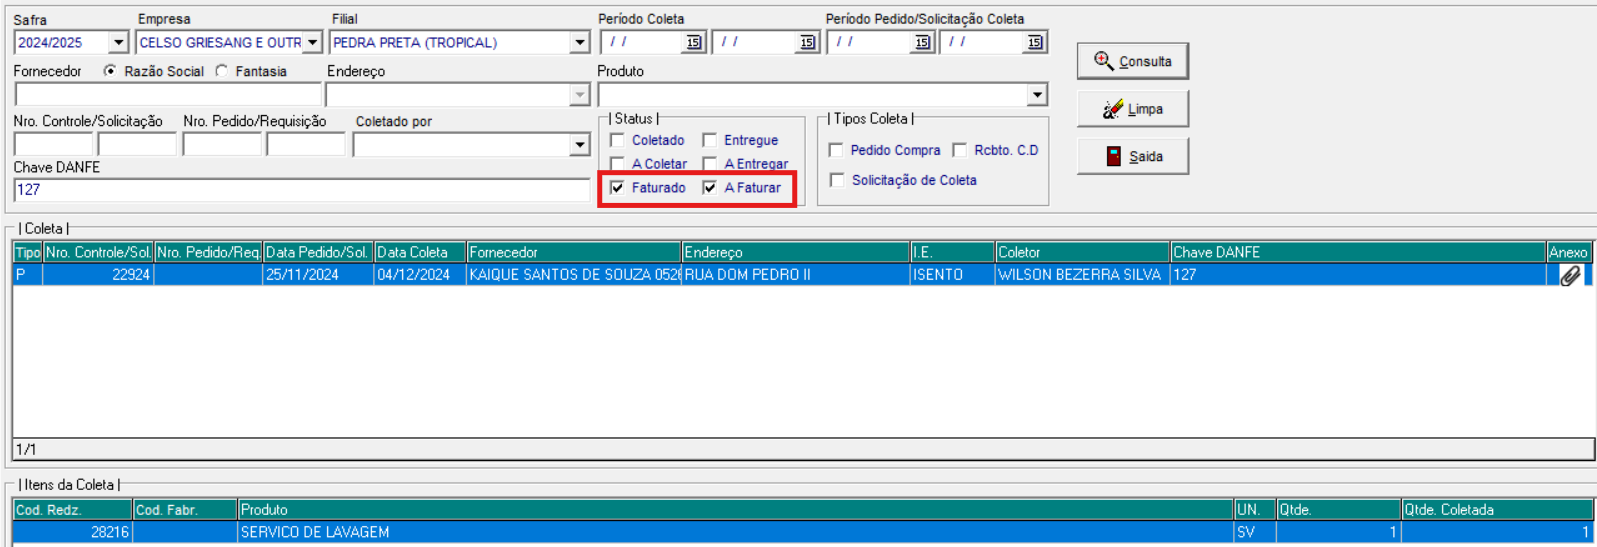 Safra Empresa Filial Período Coleta Período Pedido/Solicitação Coleta
2024/2025 CELSO GRIESANG E OUTR PEDRA PRETA (TROPICAL) / / 15 / / 15 / / 15 / / 15
Consulta
Fornecedor Razão Social Fantasia Endereço Produto
Limpa
Nro. Controle/Solicitação Nro. Pedido/Requisição Coletado por | Status | | Tipos Coleta |
Coletado Entregue
Pedido Compra Rcbto. C.D
Saida
A Coletar A Entregar
Chave DANFE
Solicitação de Coleta
127 Faturado A Faturar
| Coleta |
Tipo Nro. Controle/Sol. Nro. Pedido/Req. Data Pedido/Sol. Data Coleta Fornecedor Endereço I.E. Coletor Chave DANFE Anexo
P 22924 25/11/2024 04/12/2024 KAIQUE SANTOS DE SOUZA 052 RUA DOM PEDRO II ISENTO WILSON BEZERRA SILVA 127
1/1
| Itens da Coleta |
Cod. Redz. Cod. Fabr. Produto UN. Qtde. Qtde. Coletada
28216 SERVICO DE LAVAGEM SV 1 1